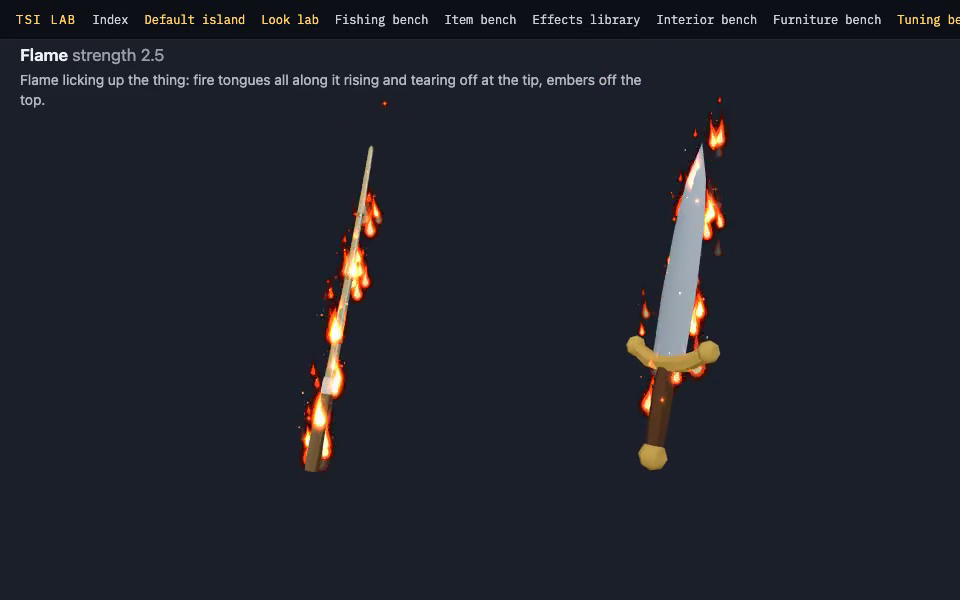 TSI LAB Index Default island Look lab Fishing bench Item bench Effects library Interior bench Furniture bench Tuning be
Flame strength 2.5
Flame licking up the thing: fire tongues all along it rising and tearing off at the tip, embers off the
top.